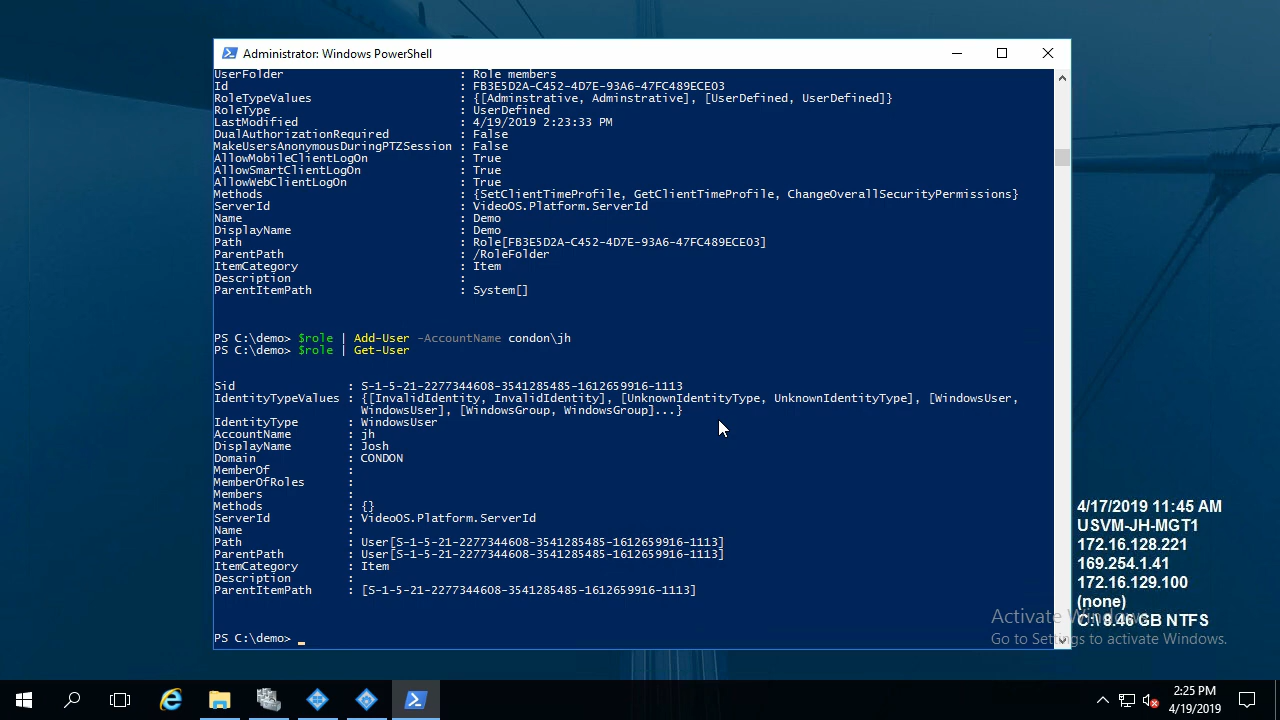 Administrator: Windows PowerShell
UserFolder : Role members
Id : FB3E5D2A-C452-4D7E-93A6-47FC489ECE03
RoleTypeValues : {[Adminstrative, Adminstrative], [UserDefined, UserDefined]}
RoleType : UserDefined
LastModified : 4/19/2019 2:23:33 PM
DualAuthorizationRequired : False
MakeUsersAnonymousDuringPTZSession : False
AllowMobileClientLogOn : True
AllowSmartClientLogOn : True
AllowWebClientLogOn : True
Methods : {SetClientTimeProfile, GetClientTimeProfile, ChangeOverallSecurityPermissions}
ServerId : VideoOS.Platform.ServerId
Name : Demo
DisplayName : Demo
Path : Role[FB3E5D2A-C452-4D7E-93A6-47FC489ECE03]
ParentPath : /RoleFolder
ItemCategory : Item
Description :
ParentItemPath : System[]
PS C:\demo> $role | Add-User -AccountName condon\jh
PS C:\demo> $role | Get-User
Sid : S-1-5-21-2277344608-3541285485-1612659916-1113
IdentityTypeValues : {[InvalidIdentity, InvalidIdentity], [UnknownIdentityType, UnknownIdentityType], [WindowsUser,
WindowsUser], [WindowsGroup, WindowsGroup]...}
IdentityType : WindowsUser
AccountName : jh
DisplayName : Josh
Domain : CONDON
MemberOf :
MemberOfRoles :
Members :
Methods : {}
ServerId : VideoOS.Platform.ServerId
Name :
Path : User[S-1-5-21-2277344608-3541285485-1612659916-1113]
ParentPath : User[S-1-5-21-2277344608-3541285485-1612659916-1113]
ItemCategory : Item
Description :
ParentItemPath : [S-1-5-21-2277344608-3541285485-1612659916-1113]
PS C:\demo>
4/17/2019 11:45 AM
USVM-JH-MGT1
172.16.128.221
169.254.1.41
172.16.129.100
(none)
C:\ 8.46 GB NTFS
Activate Windows
Go to Settings to activate Windows.
2:25 PM
4/19/2019